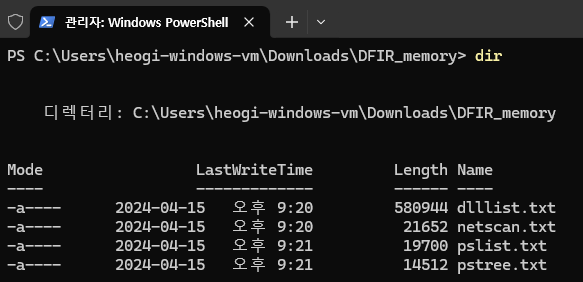 관리자: Windows PowerShell
PS C:\Users\heogi-windows-vm\Downloads\DFIR_memory> dir
디렉터리: C:\Users\heogi-windows-vm\Downloads\DFIR_memory
Mode                 LastWriteTime         Length Name
----                 -------------         ------ ----
-a----      2024-04-15   오후 9:20         580944 dlllist.txt
-a----      2024-04-15   오후 9:20          21652 netscan.txt
-a----      2024-04-15   오후 9:21          19700 pslist.txt
-a----      2024-04-15   오후 9:21          14512 pstree.txt